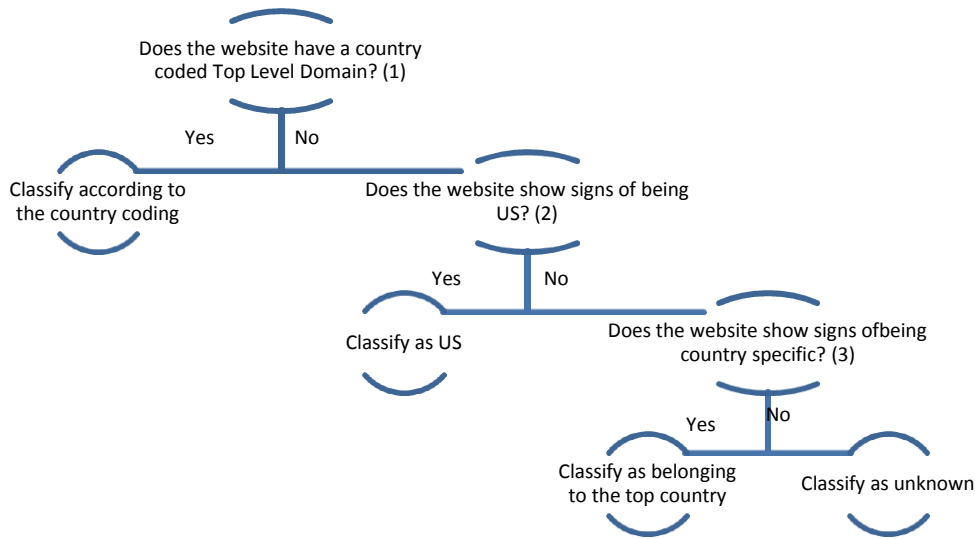 Does the website have a country
coded Top Level Domain? (1)
Yes
No
Classify according to
the country coding
Does the website show signs of being
US? (2)
Yes
No
Classify as US
Does the website show signs ofbeing
country specific? (3)
Yes
No
Classify as belonging
to the top country
Classify as unknown